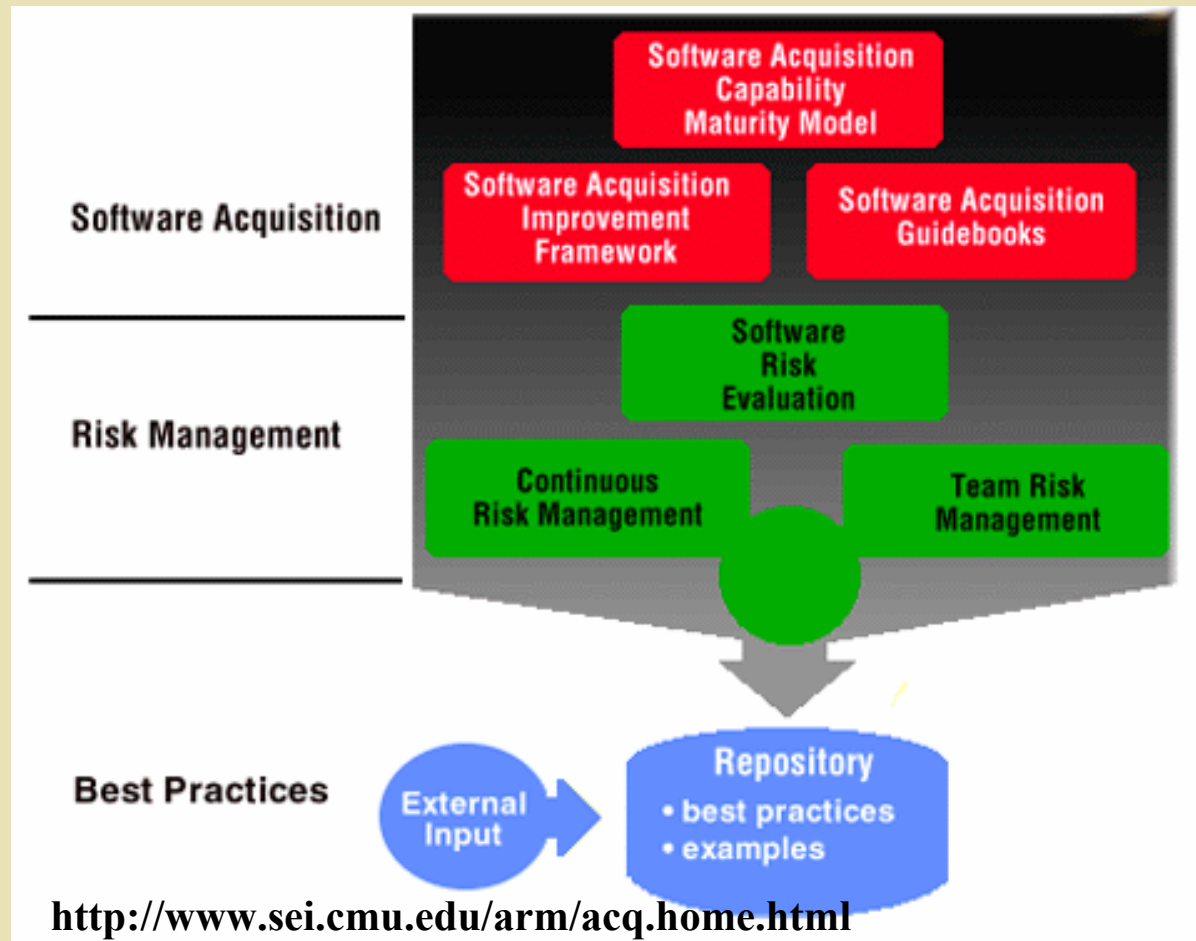 Software Acquisition
Capability
Maturity Model
Software Acquisition
Improvement
Framework
Software Acquisition
Guidebooks
Software Acquisition
Software
Risk
Evaluation
Risk Management
Continuous
Risk Management
Team Risk
Management
Best Practices
External
Input
Repository
• best practices
• examples
http://www.sei.cmu.edu/arm/acq.home.html